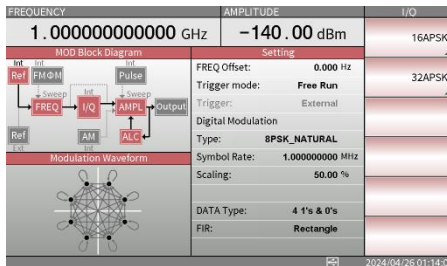 FREQUENCY AMPLITUDE I/Q
1.000000000000 GHz -140.00 dBm
MOD Block Diagram
Setting
16APSK
32APSK
Int Int Int
Ref FMΦM Pulse
Sweep Int Sweep
FREQ I/Q AMPL Output
Ref AM ALC
Ext Int
Modulation Waveform
FREQ Offset: 0.000 Hz
Trigger mode: Free Run
Trigger: External
Digital Modulation
Type: 8PSK_NATURAL
Symbol Rate: 1.000000000 MHz
Scaling: 50.00 %
DATA Type: 4 1's & 0's
FIR: Rectangle
2024/04/26 01:14:0